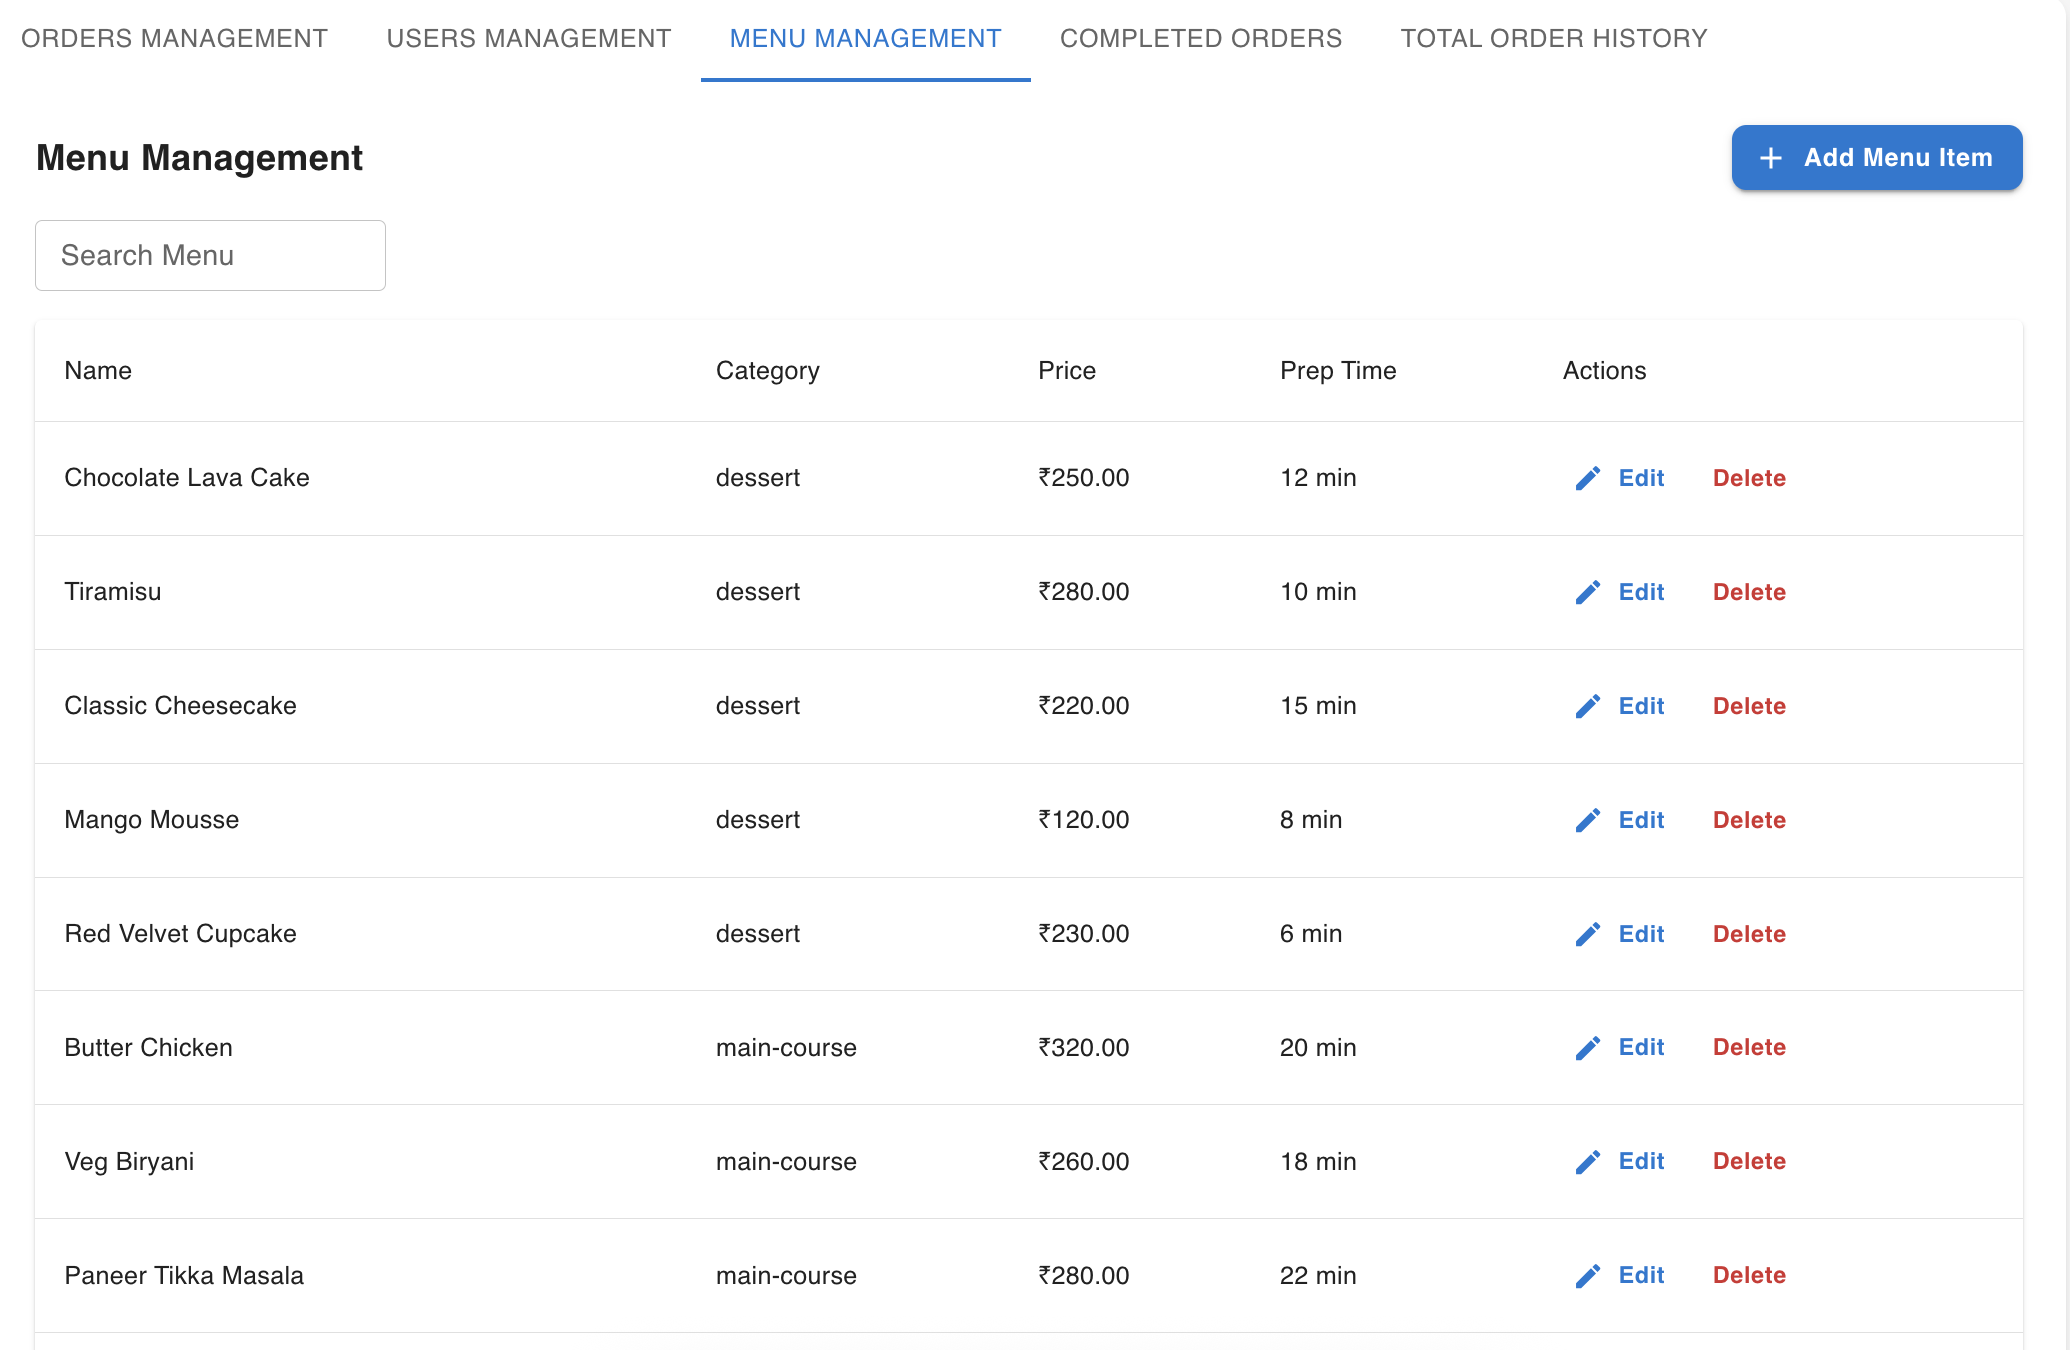 ORDERS MANAGEMENT USERS MANAGEMENT MENU MANAGEMENT COMPLETED ORDERS TOTAL ORDER HISTORY
Menu Management
+ Add Menu Item
Search Menu
Name Category Price Prep Time Actions
Chocolate Lava Cake dessert ₹250.00 12 min Edit Delete
Tiramisu dessert ₹280.00 10 min Edit Delete
Classic Cheesecake dessert ₹220.00 15 min Edit Delete
Mango Mousse dessert ₹120.00 8 min Edit Delete
Red Velvet Cupcake dessert ₹230.00 6 min Edit Delete
Butter Chicken main-course ₹320.00 20 min Edit Delete
Veg Biryani main-course ₹260.00 18 min Edit Delete
Paneer Tikka Masala main-course ₹280.00 22 min Edit Delete